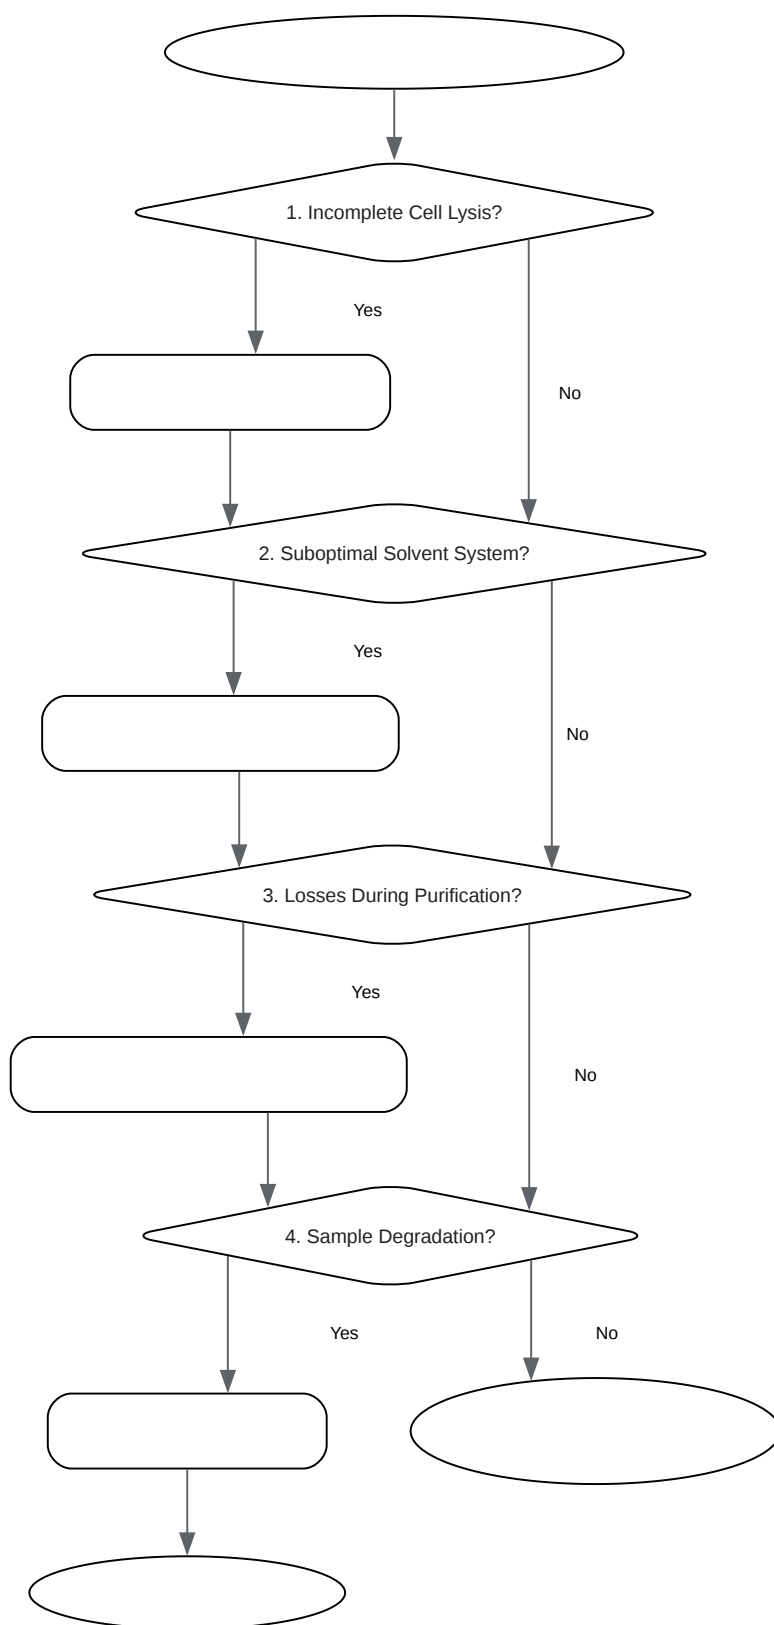 1. Incomplete Cell Lysis?
Yes
No
2. Suboptimal Solvent System?
Yes
No
3. Losses During Purification?
Yes
No
4. Sample Degradation?
Yes
No